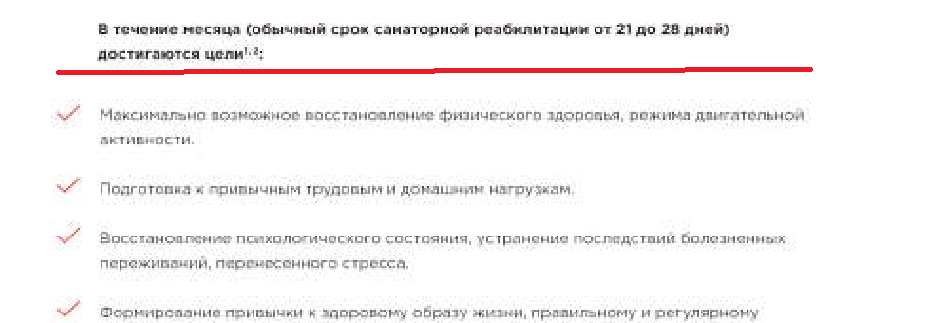 В течение месяца (обычный срок санаторной реабилитации от 21 до 28 дней)
достигаются цели¹˒²:
Максимально возможное восстановление физического здоровья, режима двигательной
активности.
Подготовка к привычным трудовым и домашним нагрузкам.
Восстановление психологического состояния, устранение последствий болезненных
переживаний, перенесенного стресса.
Формирование привычки к здоровому образу жизни, правильному и регулярному